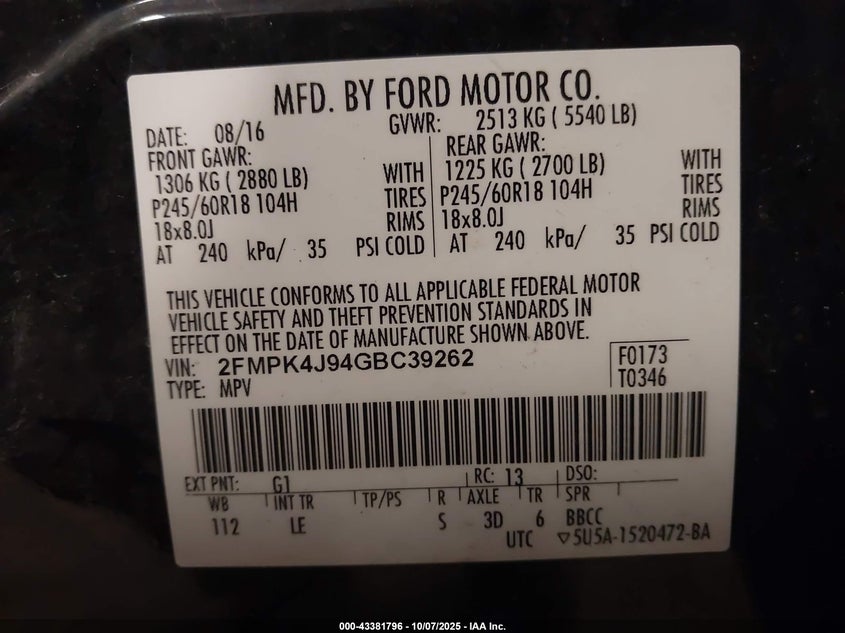 MFD. BY FORD MOTOR CO.
DATE: 08/16 GVWR: 2513 KG ( 5540 LB)
FRONT GAWR: REAR GAWR:
1306 KG ( 2880 LB) WITH 1225 KG ( 2700 LB) WITH
P245/60R18 104H TIRES P245/60R18 104H TIRES
18x8.0J RIMS 18x8.0J RIMS
AT 240 kPa/ 35 PSI COLD AT 240 kPa/ 35 PSI COLD
THIS VEHICLE CONFORMS TO ALL APPLICABLE FEDERAL MOTOR
VEHICLE SAFETY AND THEFT PREVENTION STANDARDS IN
EFFECT ON THE DATE OF MANUFACTURE SHOWN ABOVE.
VIN: 2FMPK4J94GBC39262 F0173
TYPE: MPV T0346
EXT PNT: G1 RC: 13 DSO:
WB INT TR TP/PS R AXLE TR SPR
112 LE S 3D 6 BBCC
UTC ▽5U5A-1520472-BA
000-43381796 - 10/07/2025 - IAA Inc.